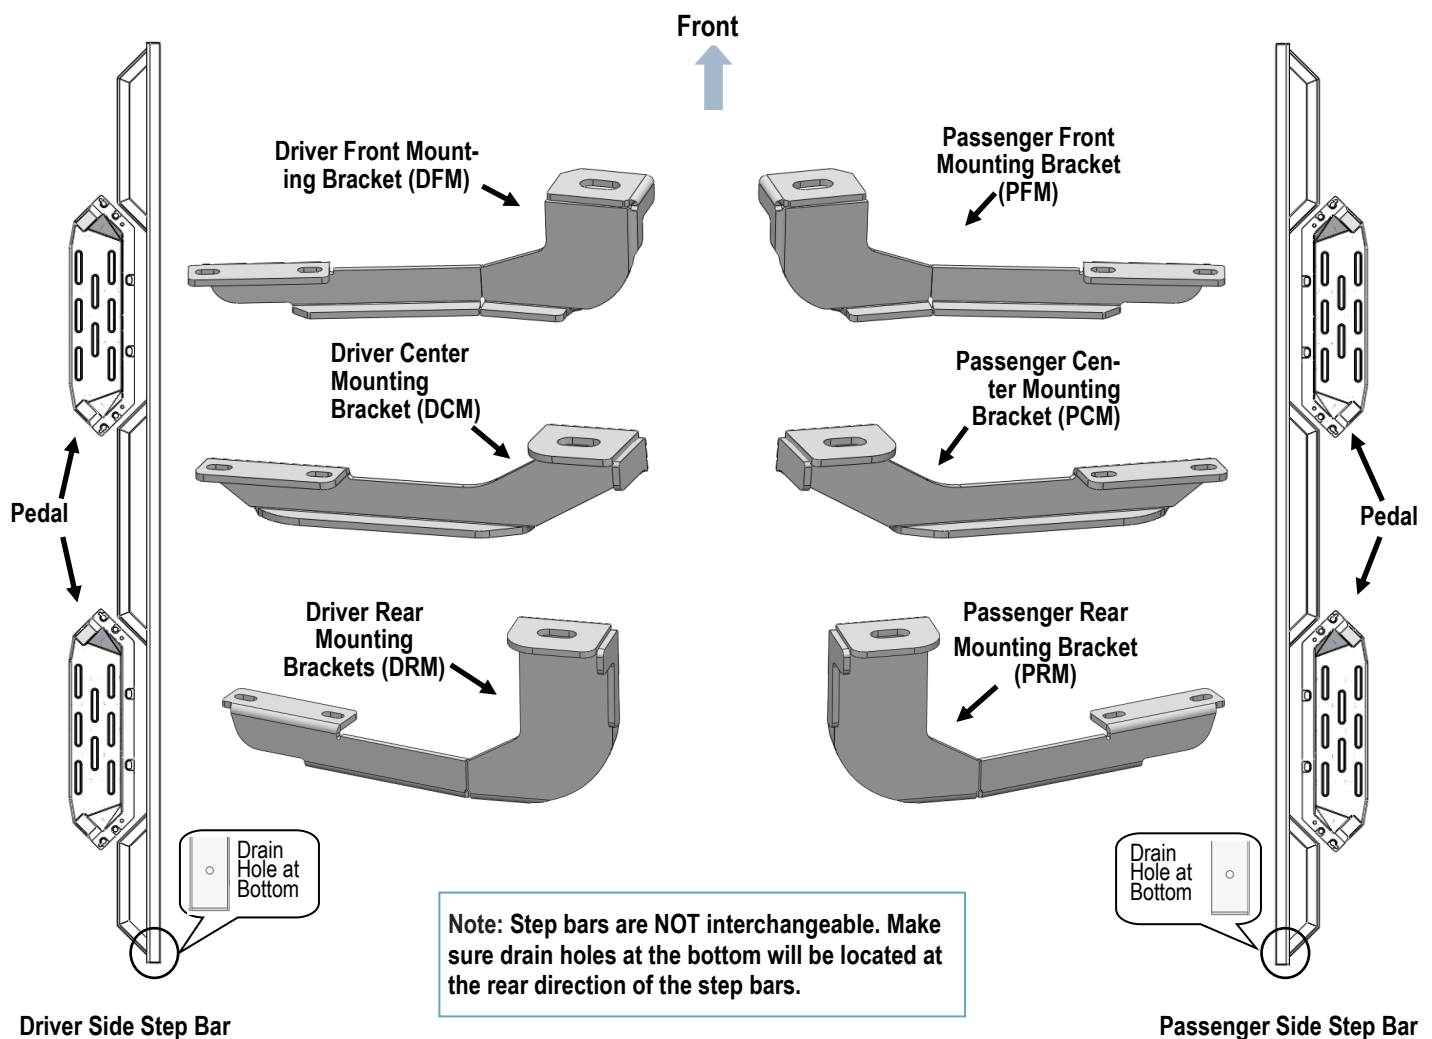 Front
Driver Front Mount-
ing Bracket (DFM)
Passenger Front
Mounting Bracket
(PFM)
Driver Center
Mounting
Bracket (DCM)
Passenger Cen-
ter Mounting
Bracket (PCM)
Pedal
Pedal
Driver Rear
Mounting
Brackets (DRM)
Passenger Rear
Mounting Bracket
(PRM)
Drain
Hole at
Bottom
Drain
Hole at
Bottom
Note: Step bars are NOT interchangeable. Make
sure drain holes at the bottom will be located at
the rear direction of the step bars.
Driver Side Step Bar
Passenger Side Step Bar